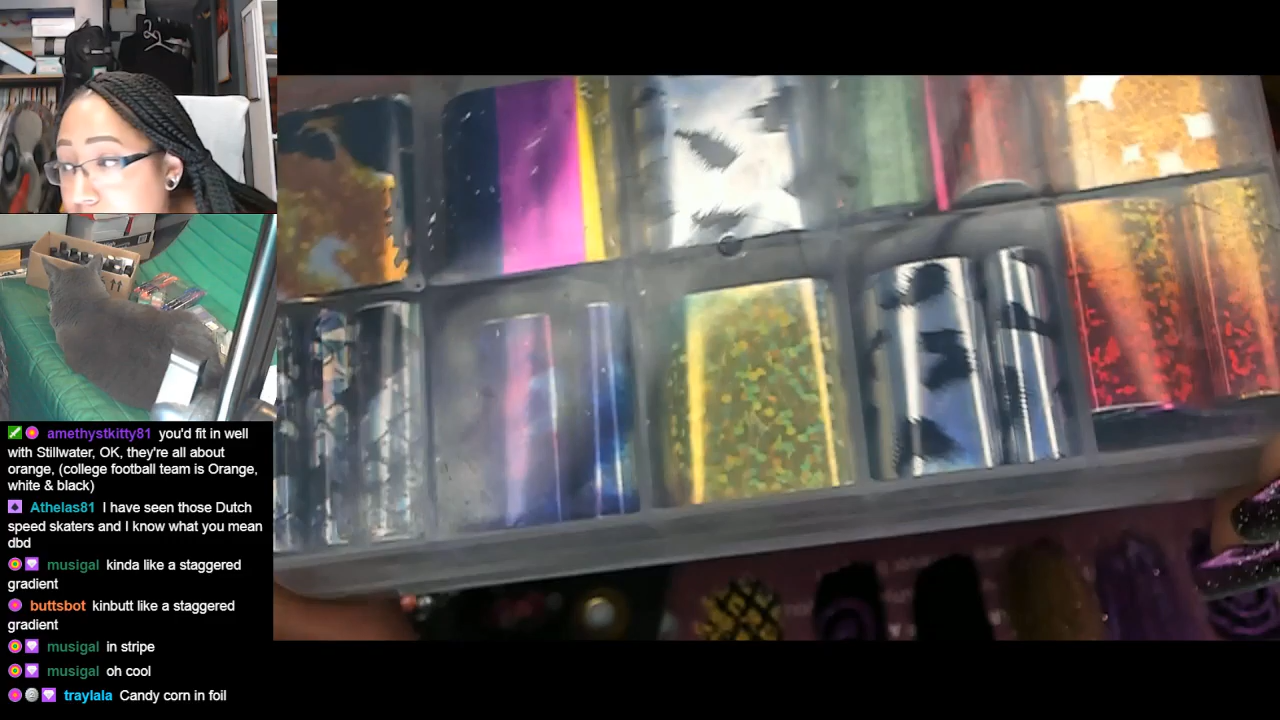 amethystkitty81 you'd fit in well
with Stillwater, OK, they're all about
orange, (college football team is Orange,
white & black)
Athelas81 I have seen those Dutch
speed skaters and I know what you mean
dbd
musigal kinda like a staggered
gradient
buttsbot kinbutt like a staggered
gradient
musigal in stripe
musigal oh cool
traylala Candy corn in foil